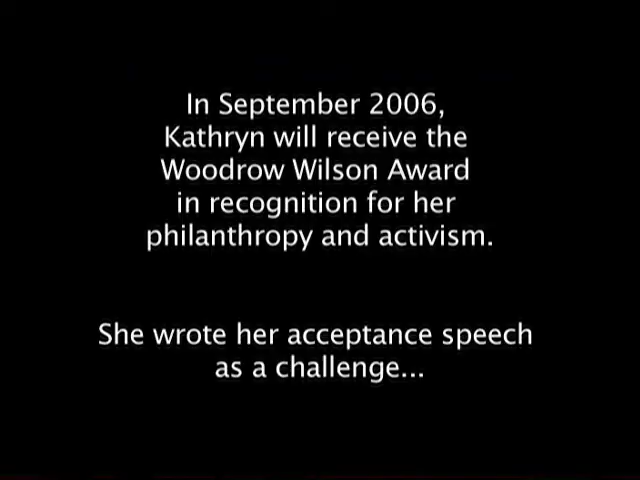 In September 2006,
Kathryn will receive the
Woodrow Wilson Award
in recognition for her
philanthropy and activism.
She wrote her acceptance speech
as a challenge...